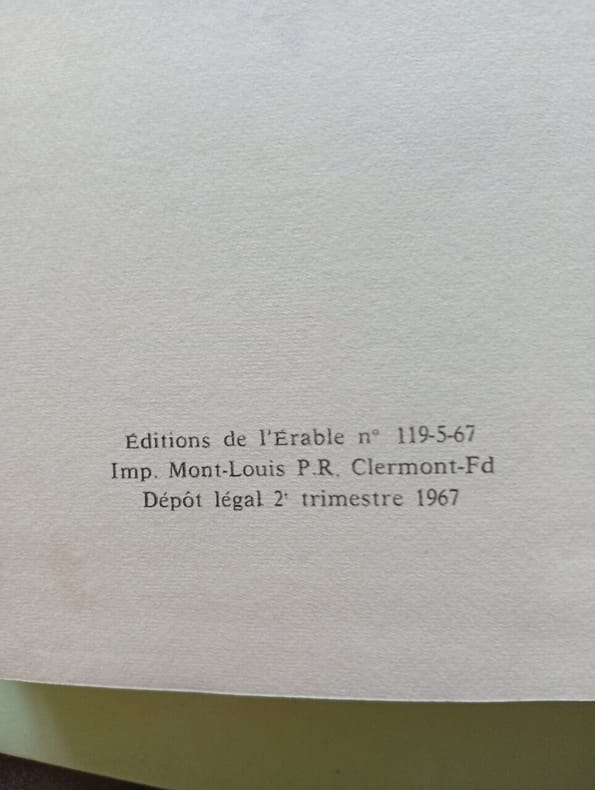 Éditions de l'Érable n° 119-5-67
Imp. Mont-Louis P.R. Clermont-Fd
Dépôt légal 2ᵉ trimestre 1967